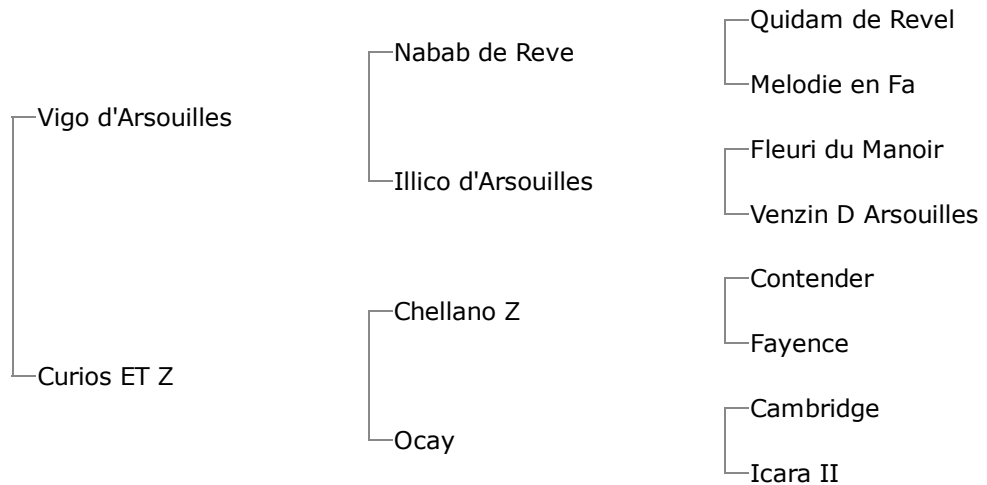 Quidam de Revel
Nabab de Reve
Melodie en Fa
Vigo d'Arsouilles
Fleuri du Manoir
Illico d'Arsouilles
Venzin D Arsouilles
Contender
Chellano Z
Fayence
Curios ET Z
Cambridge
Ocay
Icara II